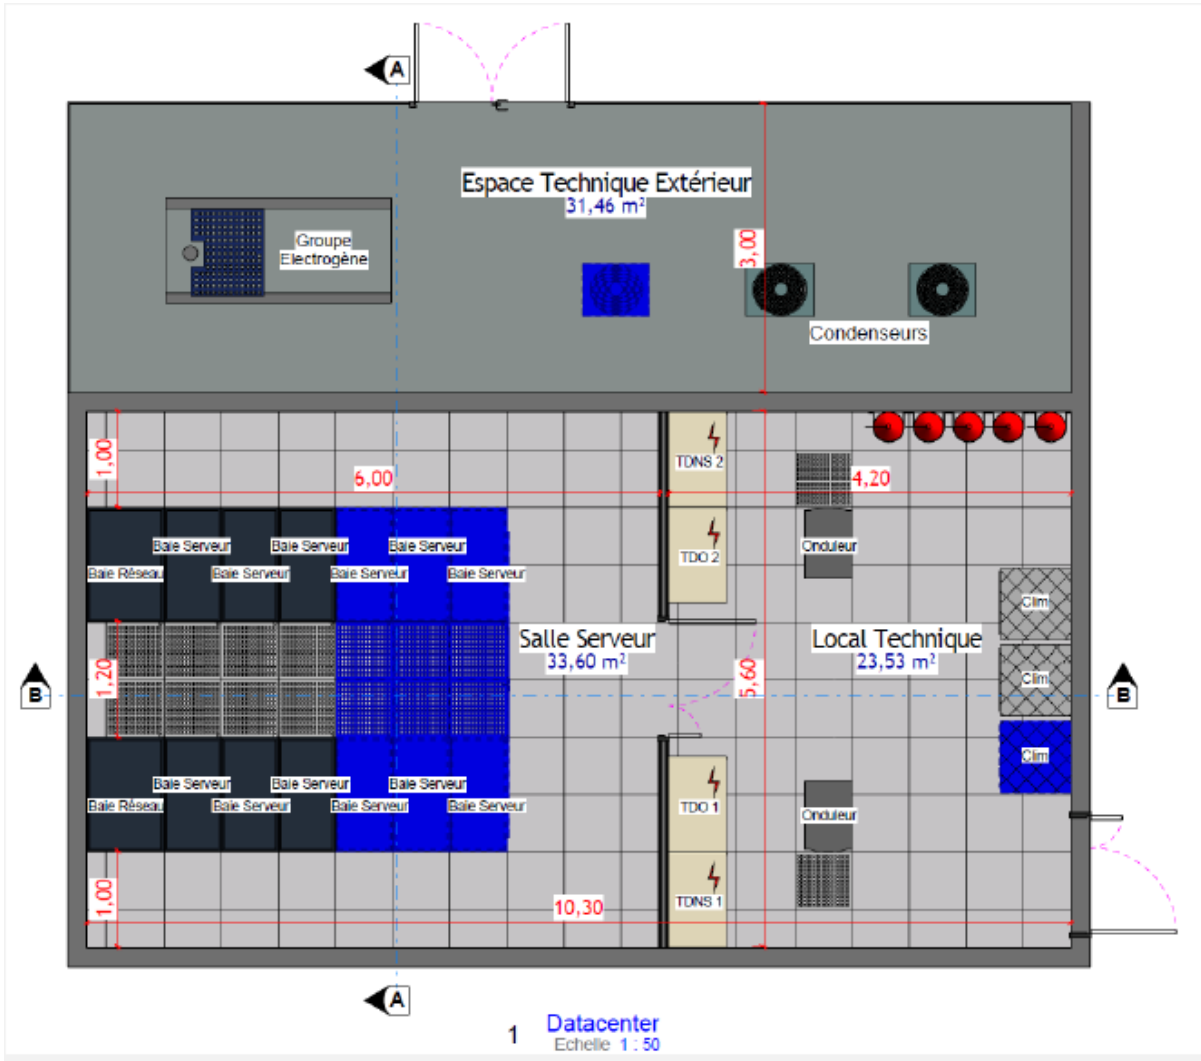 A
Espace Technique Extérieur
31,46 m²
Groupe
Electrogène
3,00
Condenseurs
1,00
6,00
TDNS 2
4,20
Baie Serveur
Baie Serveur
Baie Serveur
Baie Réseau
Baie Serveur
Baie Serveur
Baie Serveur
TDO 2
Onduleur
Clim
Salle Serveur
33,60 m²
Local Technique
23,53 m²
1,20
5,60
Clim
B
B
Clim
Baie Serveur
Baie Serveur
Baie Serveur
Baie Réseau
Baie Serveur
Baie Serveur
Baie Serveur
TDO 1
Onduleur
1,00
10,30
TDNS 1
A
1
Datacenter
Echelle 1 : 50